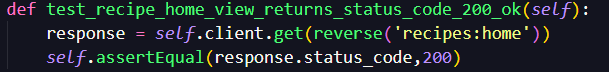 def test_recipe_home_view_returns_status_code_200_ok(self):
    response = self.client.get(reverse('recipes:home'))
    self.assertEqual(response.status_code,200)